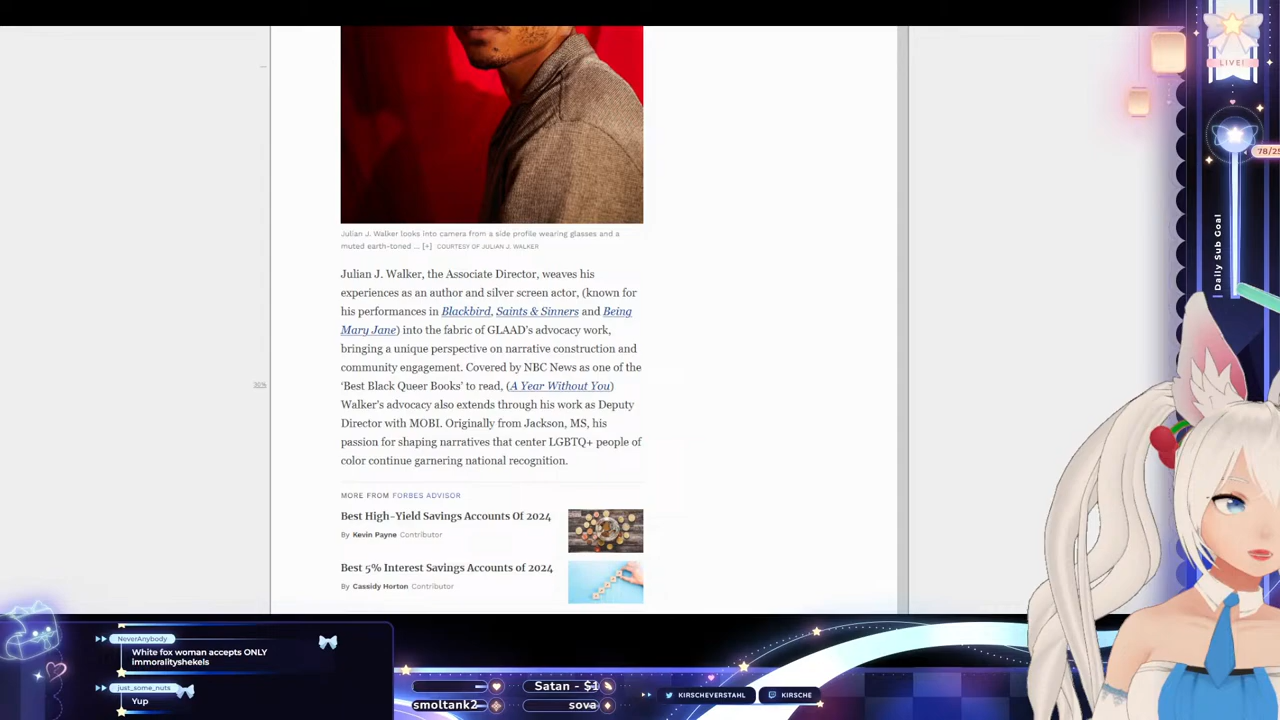 LIVE!
78/25
Daily Sub Goal
Julian J. Walker looks into camera from a side profile wearing glasses and a
muted earth-toned ... [+] COURTESY OF JULIAN J. WALKER
Julian J. Walker, the Associate Director, weaves his
experiences as an author and silver screen actor, (known for
his performances in Blackbird, Saints & Sinners and Being
Mary Jane) into the fabric of GLAAD's advocacy work,
bringing a unique perspective on narrative construction and
community engagement. Covered by NBC News as one of the
‘Best Black Queer Books’ to read, (A Year Without You)
Walker's advocacy also extends through his work as Deputy
Director with MOBI. Originally from Jackson, MS, his
passion for shaping narratives that center LGBTQ+ people of
color continue garnering national recognition.
MORE FROM FORBES ADVISOR
Best High-Yield Savings Accounts Of 2024
By Kevin Payne Contributor
Best 5% Interest Savings Accounts of 2024
By Cassidy Horton Contributor
NeverAnybody
White fox woman accepts ONLY
immoralityshekels
just_some_nuts
Yup
Satan - $1
smoltank2
sova
KIRSCHEVERSTAHL
KIRSCHE